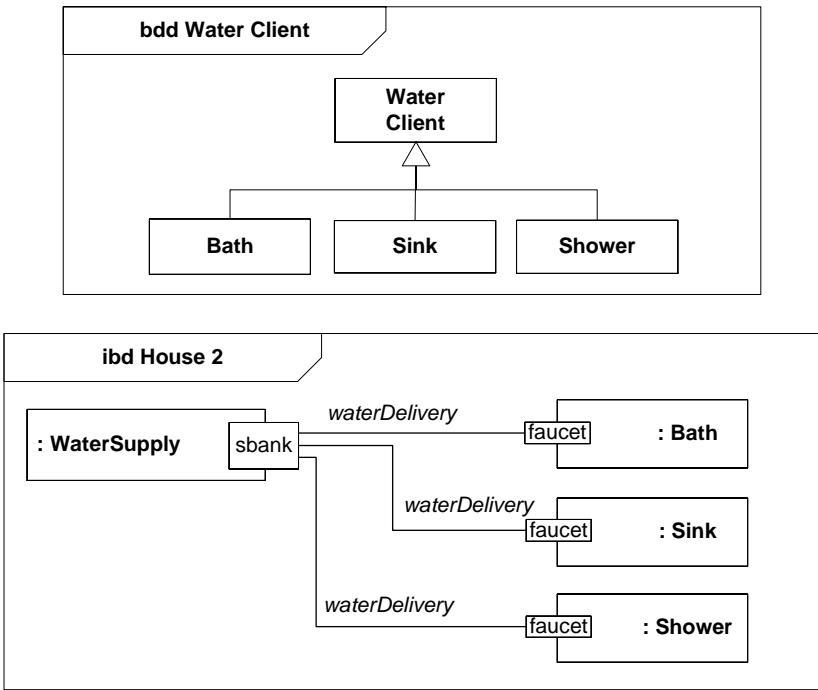 bdd Water Client
Water
Client
Bath
Sink
Shower
ibd House 2
: WaterSupply
sbank
waterDelivery
faucet
: Bath
waterDelivery
faucet
: Sink
waterDelivery
faucet
: Shower